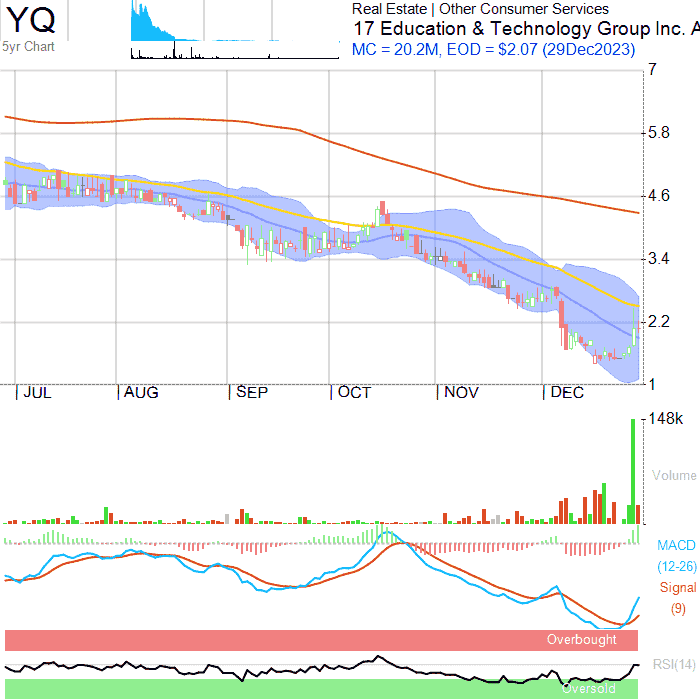 YQ
5yr Chart
Real Estate | Other Consumer Services
17 Education & Technology Group Inc. A
MC = 20.2M, EOD = $2.07 (29Dec2023)
7
5.8
4.6
3.4
2.2
1
JUL AUG SEP OCT NOV DEC
148k
Volume
MACD
(12-26)
Signal
(9)
Overbought
RSI(14)
Oversold